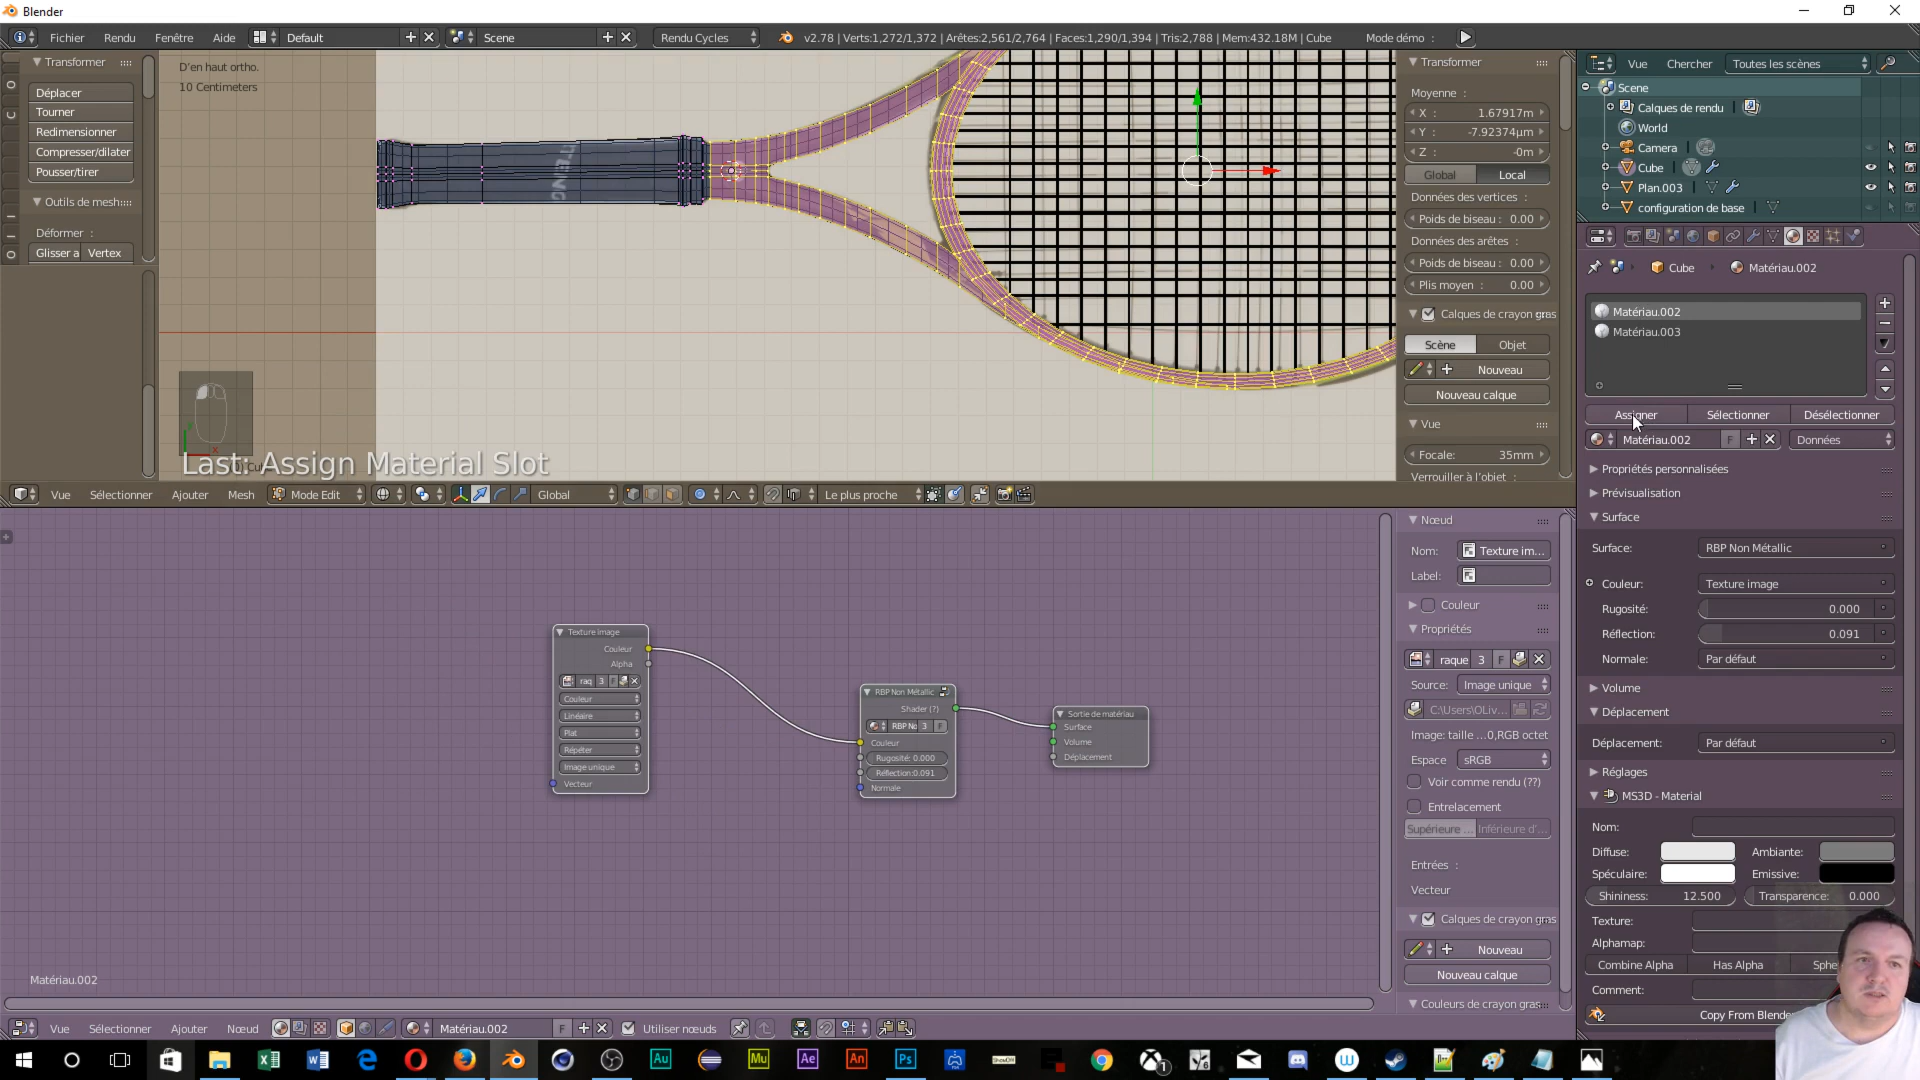 Blender
Fichier Rendu Fenêtre Aide Default Scene Rendu Cycles v2.78 | Verts:1,272/1,372 | Arêtes:2,561/2,764 | Faces:1,290/1,394 | Tris:2,788 | Mem:432.18M | Cube Mode démo :
Transformer
Déplacer
Tourner
Redimensionner
Compresser/dilater
Pousser/tirer
Outils de mesh:
Déformer :
Glisser a Vertex
D'en haut ortho.
10 Centimeters
Last: Assign Material Slot
Transformer
Moyenne :
X : 1.67917m
Y : -7.92374µm
Z : -0m
Global Local
Données des vertices:
Poids de biseau : 0.00
Données des arêtes :
Poids de biseau : 0.00
Plis moyen : 0.00
Calques de crayon gras
Scène Objet
Nouveau
Nouveau calque
Vue
Focale: 35mm
Verrouiller à l'objet :
Vue Sélectionner Ajouter Mesh Mode Edit Global Le plus proche
Vue Chercher Toutes les scènes
Scene
Calques de rendu
World
Camera
Cube
Plan.003
configuration de base
Cube Matériau.002
Matériau.002
Matériau.003
Assigner Sélectionner Désélectionner
Matériau.002 F Données
Propriétés personnalisées
Prévisualisation
Surface
Surface: RBP Non Métallic
Couleur: Texture image
Rugosité: 0.000
Réflection: 0.091
Normale: Par défaut
Volume
Déplacement
Déplacement: Par défaut
Réglages
MS3D - Material
Nom:
Diffuse: Ambiante:
Spéculaire: Emissive:
Shininess: 12.500 Transparence: 0.000
Texture:
Alphamap:
Combine Alpha Has Alpha Sphe
Comment:
Copy From Blender
Texture image
Couleur
Alpha
raq 3 F
Couleur
Linéaire
Plat
Répéter
Image unique
Vecteur
RBP Non Métallic
Shader (?)
RBP No 3 F
Couleur
Rugosité: 0.000
Réflection:0.091
Normale
Sortie de matériau
Surface
Volume
Déplacement
Matériau.002
Nœud
Nom: Texture im...
Label:
Couleur
Propriétés
raque 3 F
Source: Image unique
C:\Users\OLiv...
Image: taille ...0,RGB octet
Espace sRGB
Voir comme rendu (??)
Entrelacement
Supérieure ... Inférieure d'...
Entrées :
Vecteur
Calques de crayon gras
Nouveau
Nouveau calque
Couleurs de crayon gras
Vue Sélectionner Ajouter Nœud Matériau.002 F Utiliser nœuds